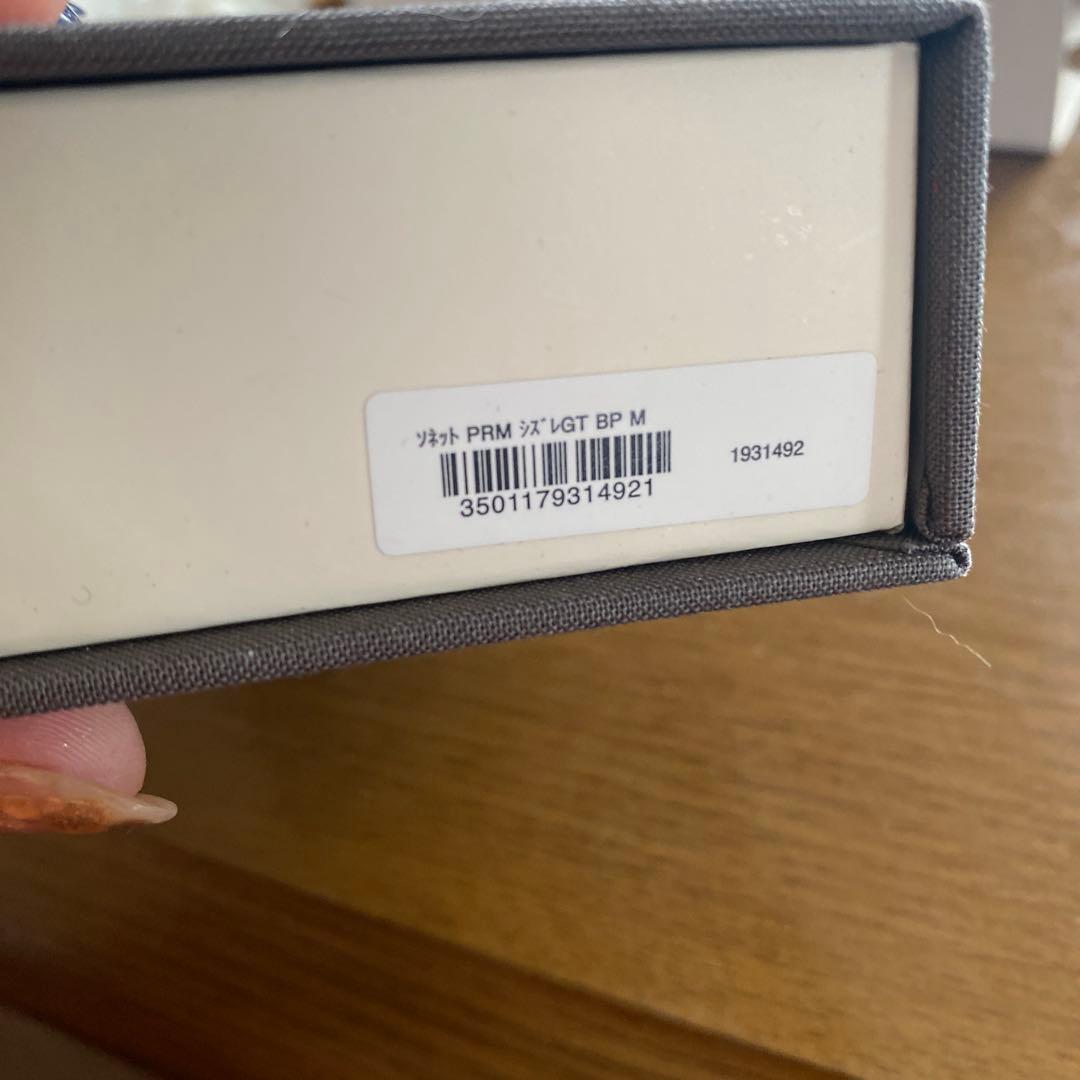 ｿﾈｯﾄ PRM ｼｽﾞﾚGT BP M
3501179314921
1931492